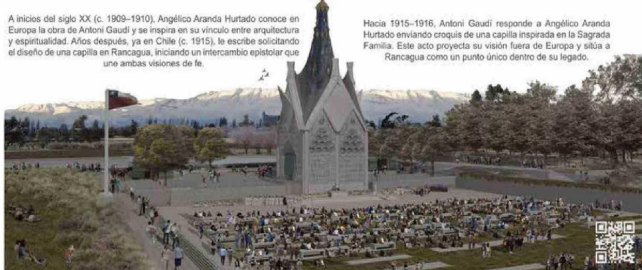 A inicios del siglo XX (c. 1909–1910), Angélico Aranda Hurtado conoce en
Europa la obra de Antoni Gaudí y se inspira en su vínculo entre arquitectura
y espiritualidad. Años después, ya en Chile (c. 1915), le escribe solicitando
el diseño de una capilla en Rancagua, iniciando un intercambio epistolar que
une ambas visiones de fe.
Hacia 1915–1916, Antoni Gaudí responde a Angélico Aranda
Hurtado enviando croquis de una capilla inspirada en la Sagrada
Familia. Este acto proyecta su visión fuera de Europa y sitúa a
Rancagua como un punto único dentro de su legado.